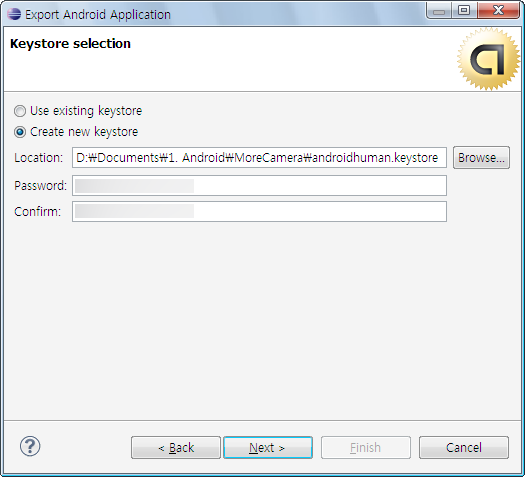 Export Android Application
Keystore selection
Use existing keystore
Create new keystore
Location: D:₩Documents₩1. Android₩MoreCamera₩androidhuman.keystore Browse...
Password:
Confirm:
? < Back Next > Finish Cancel